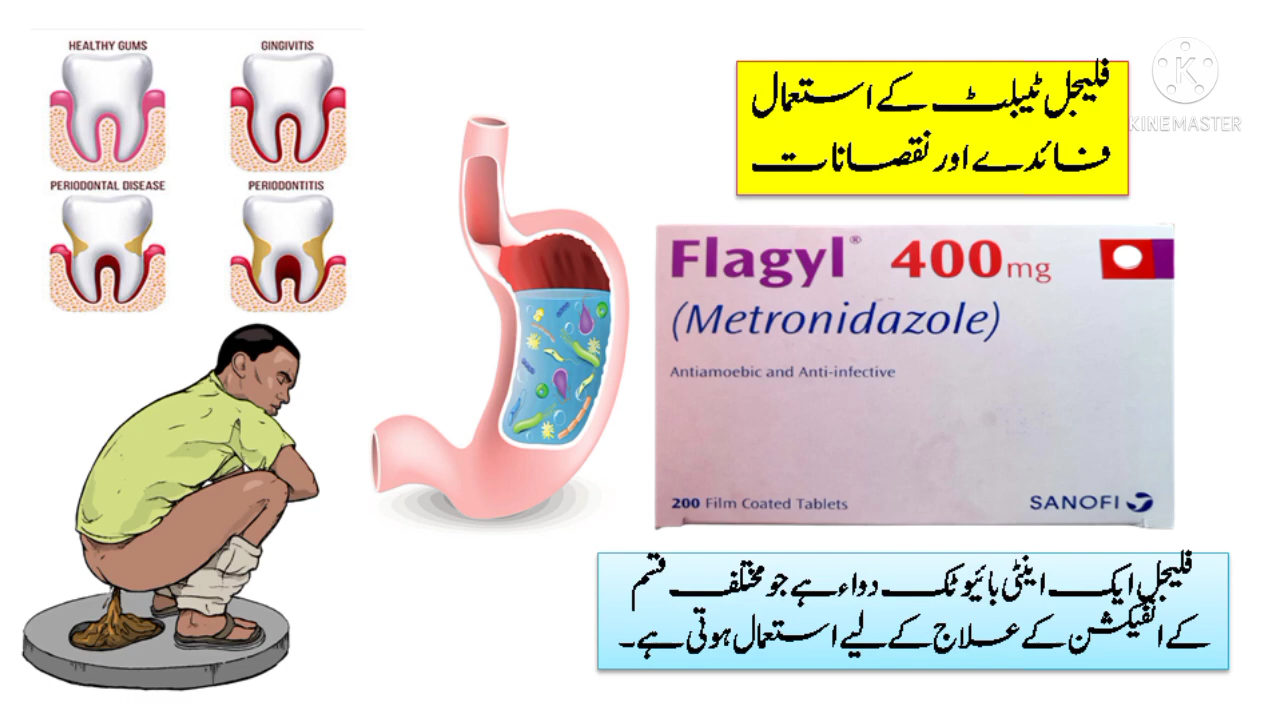 HEALTHY GUMS
GINGIVITIS
PERIODONTAL DISEASE
PERIODONTITIS
فلیجل ٹیبلٹ کے استعمال
فائدے اور نقصانات
KINEMASTER
Flagyl® 400mg
(Metronidazole)
Antiamoebic and Anti-infective
200 Film Coated Tablets
SANOFI
فلیجل ایک اینٹی بائیوٹک دواء ہے جو مختلف قسم
کے انفیکشن کے علاج کے لیے استعمال ہوتی ہے۔